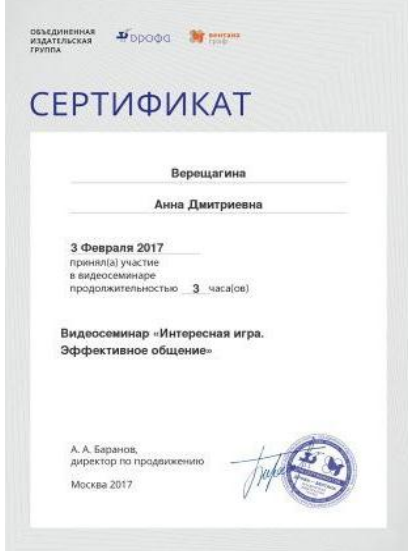 ОБЪЕДИНЕННАЯ
ИЗДАТЕЛЬСКАЯ
ГРУППА
дрофа
вентана
граф
СЕРТИФИКАТ
Верещагина
Анна Дмитриевна
3 Февраля 2017
принял(а) участие
в видеосеминаре
продолжительностью 3 часа(ов)
Видеосеминар «Интересная игра.
Эффективное общение»
А. А. Баранов,
директор по продвижению
Москва 2017